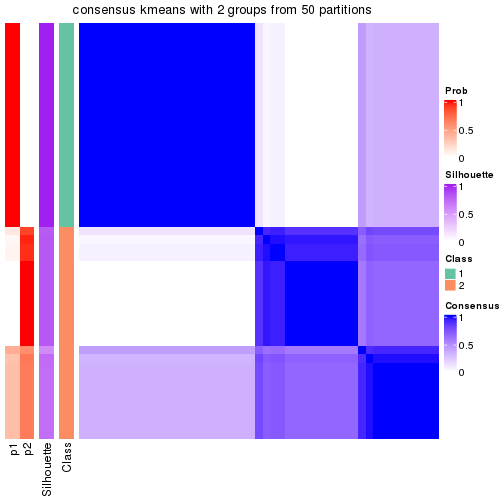 consensus kmeans with 2 groups from 50 partitions
Prob
1
0.5
0
Silhouette
1
0.5
0
Class
1
2
Consensus
1
0.5
0
p1
p2
Silhouette
Class